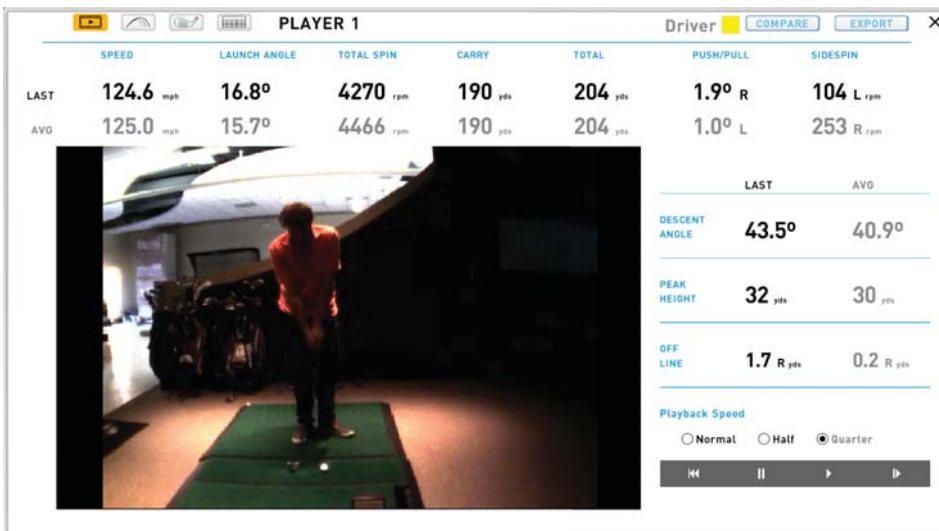 PLAYER 1
Driver COMPARE EXPORT
SPEED LAUNCH ANGLE TOTAL SPIN CARRY TOTAL PUSH/PULL SIDESPIN
LAST 124.6 mph 16.8º 4270 rpm 190 yds 204 yds 1.9º R 104 L rpm
AVG 125.0 mph 15.7º 4466 rpm 190 yds 204 yds 1.0º L 253 R rpm
LAST AVG
DESCENT
ANGLE 43.5º 40.9º
PEAK
HEIGHT 32 yds 30 yds
OFF
LINE 1.7 R yds 0.2 R yds
Playback Speed
Normal Half Quarter